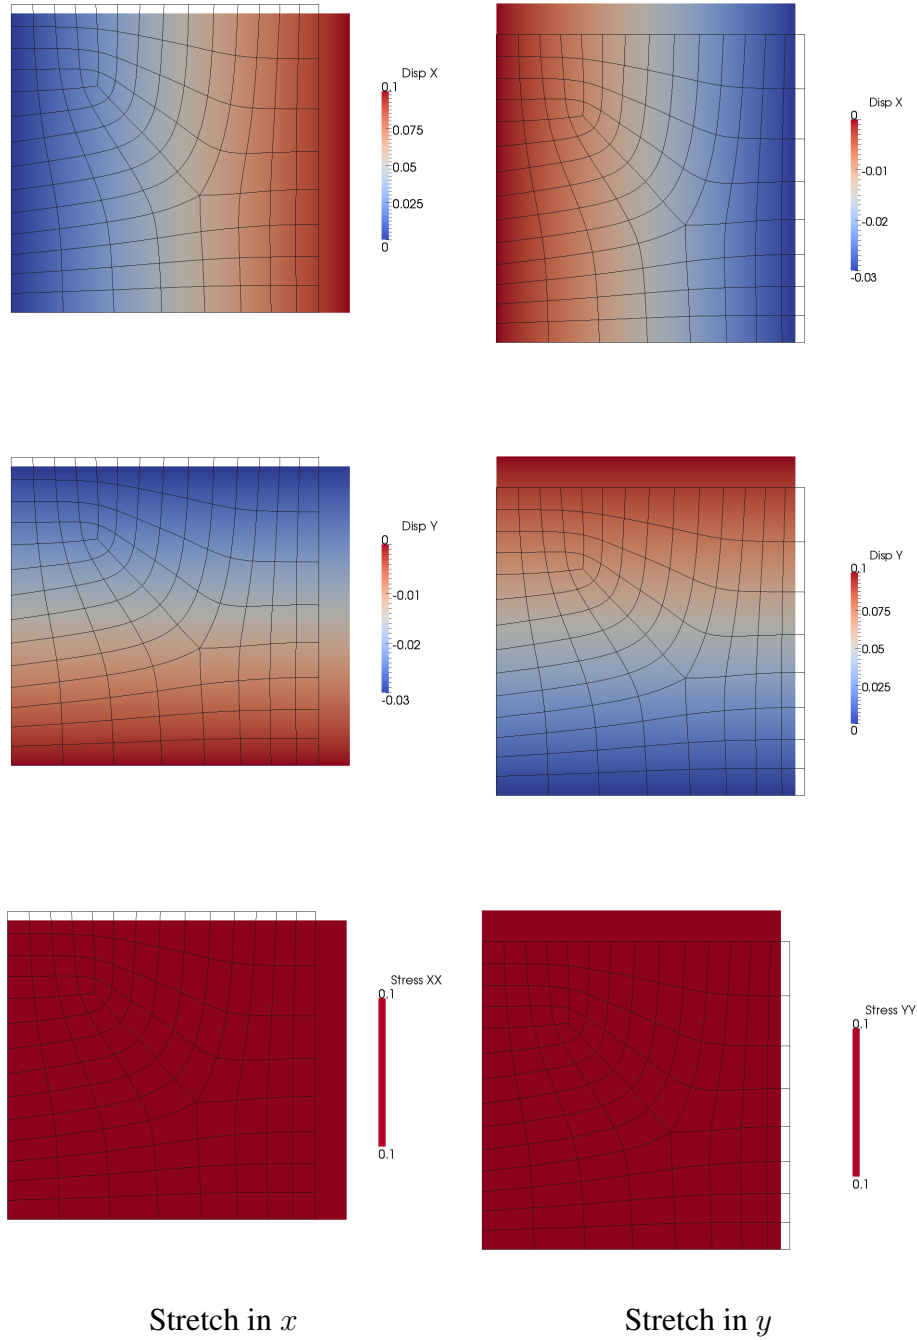 Disp X
0.1
0.075
0.05
0.025
0
Disp X
0
-0.01
-0.02
-0.03
Disp Y
0
-0.01
-0.02
-0.03
Disp Y
0.1
0.075
0.05
0.025
0
Stress XX
0.1
0.1
Stress YY
0.1
0.1
Stretch in x
Stretch in y